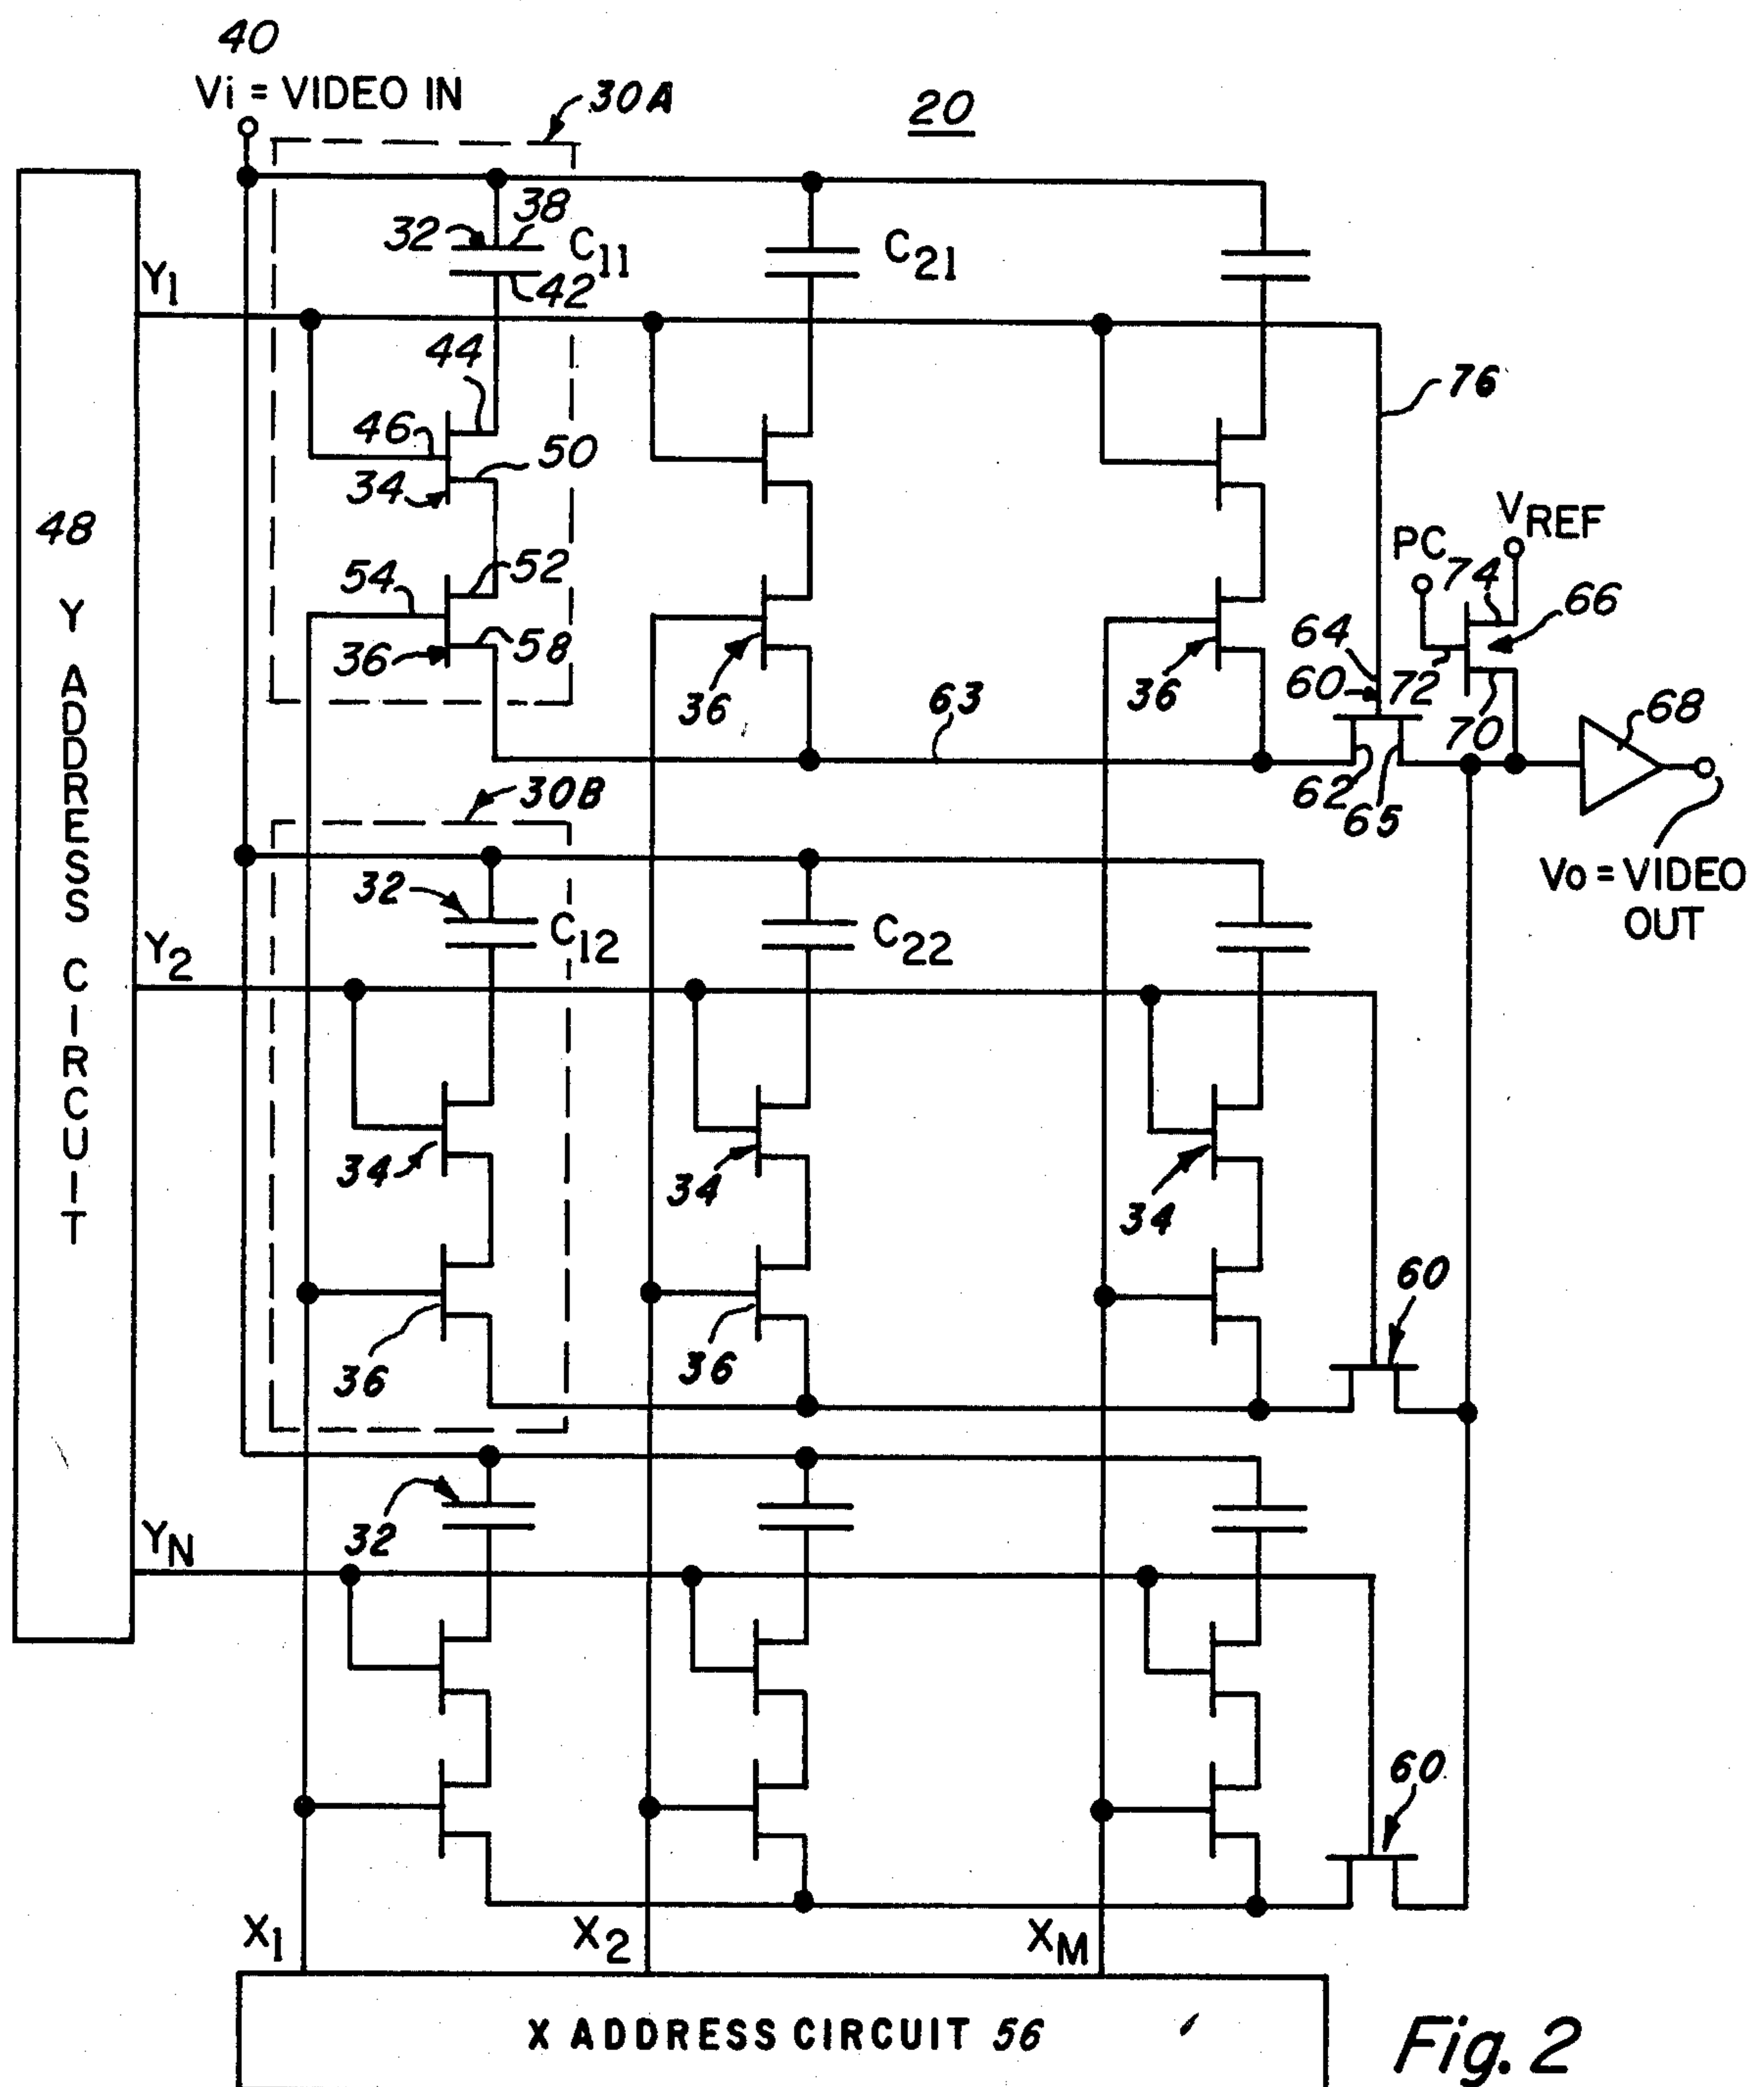 40
Vi = VIDEO IN
30A
20
32
38
C11
42
C21
Y1
44
46
50
34
48
Y ADDRESS CIRCUIT
54
52
36
58
36
63
36
76
VREF
PC
74
66
64
60
72
70
68
62
65
Vo = VIDEO
OUT
30B
32
C12
C22
Y2
34
34
34
36
36
60
32
YN
60
X1
X2
XM
X ADDRESS CIRCUIT 56
Fig. 2